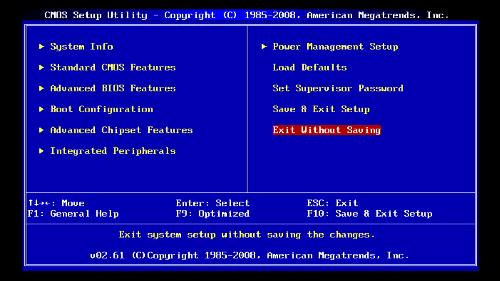 CMOS Setup Utility - Copyright (C) 1985-2008, American Megatrends, Inc.
▶ System Info
▶ Standard CMOS Features
▶ Advanced BIOS Features
▶ Boot Configuration
▶ Advanced Chipset Features
▶ Integrated Peripherals
▶ Power Management Setup
Load Defaults
Set Supervisor Password
Save & Exit Setup
Exit Without Saving
↑↓→←: Move Enter: Select ESC: Exit
F1: General Help F9: Optimized F10: Save & Exit Setup
Exit system setup without saving the changes.
v02.61 (C)Copyright 1985-2008, American Megatrends, Inc.